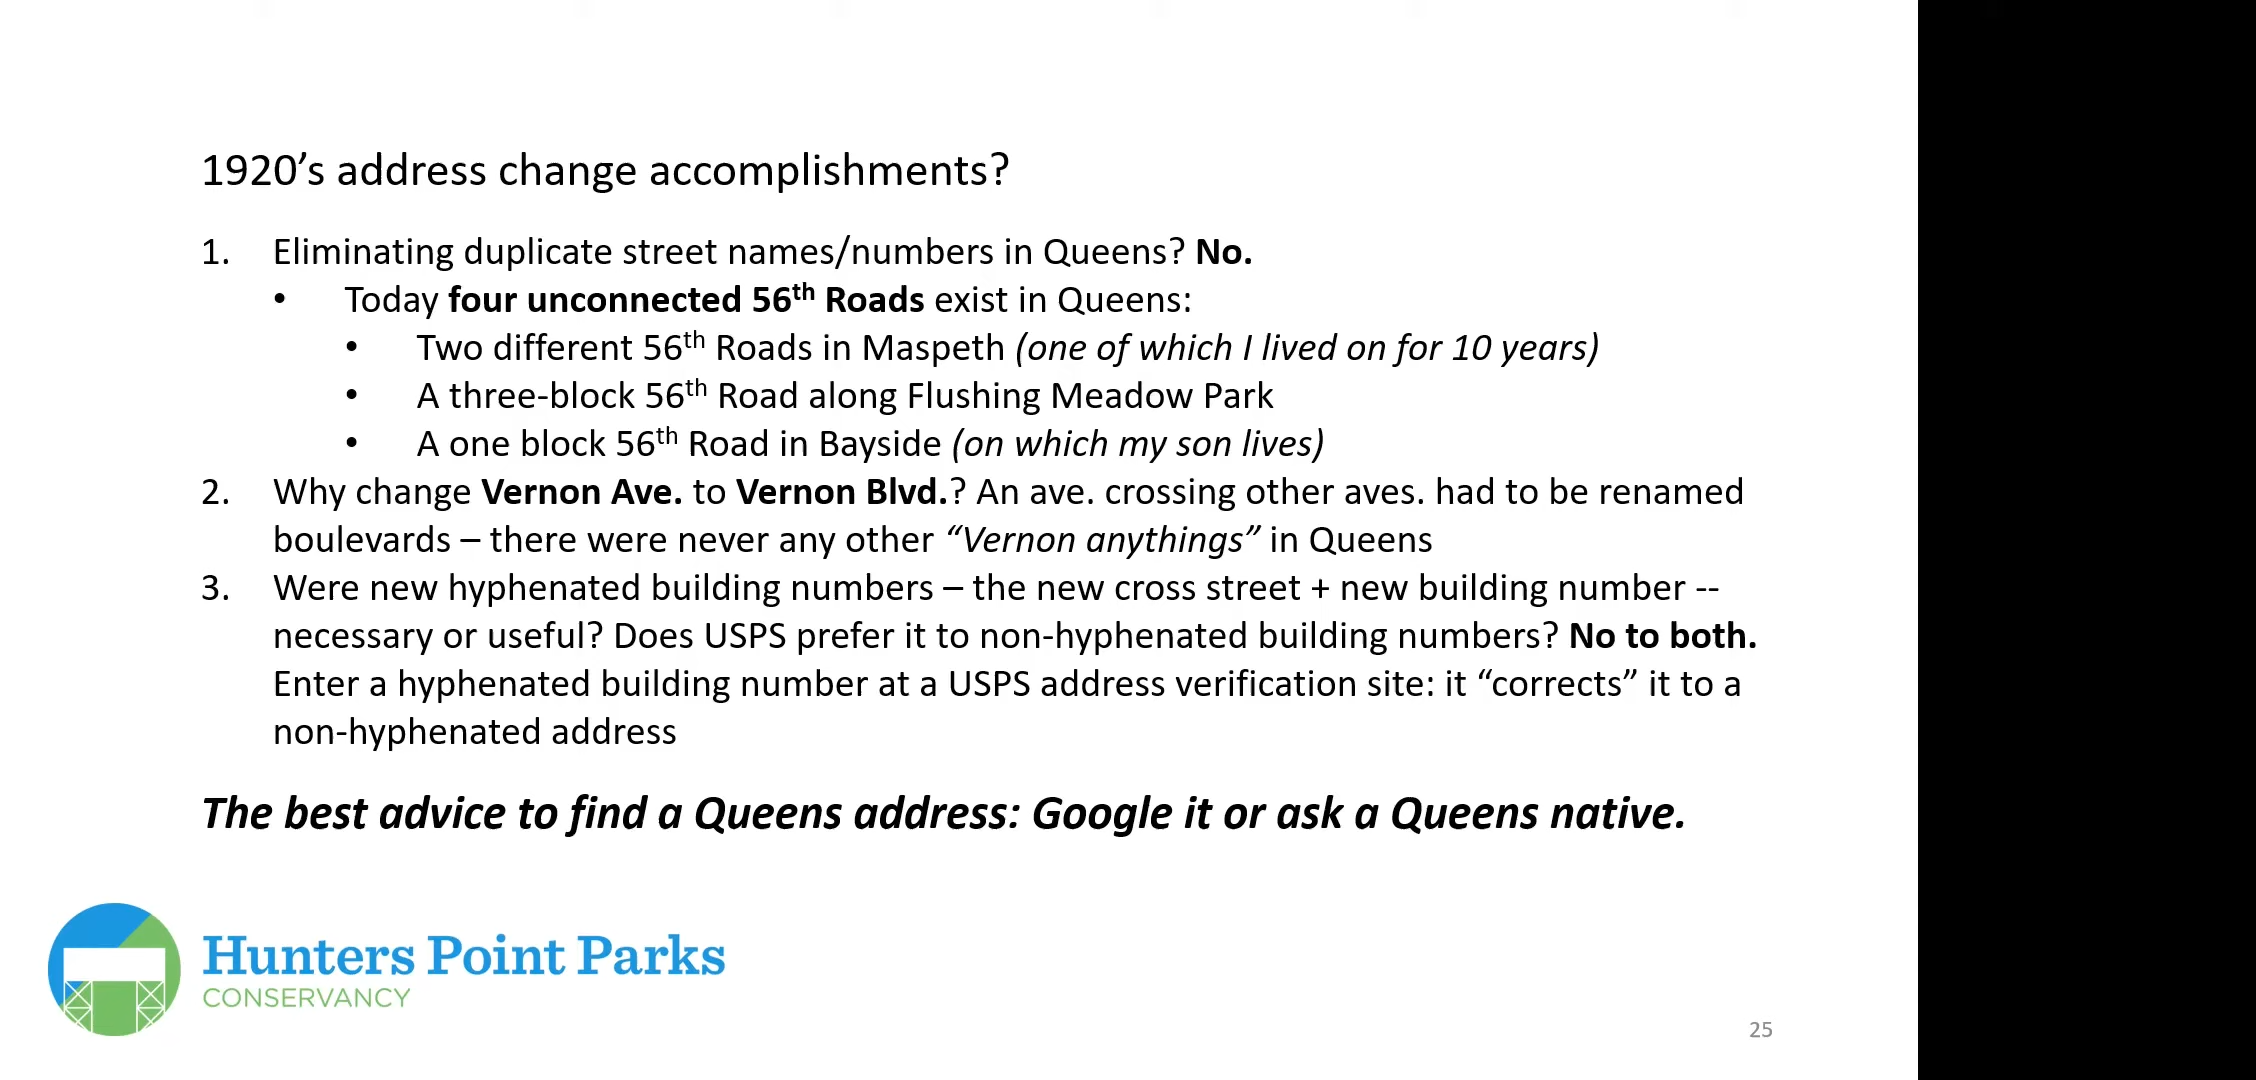 1920’s address change accomplishments?
1. Eliminating duplicate street names/numbers in Queens? No.
• Today four unconnected 56th Roads exist in Queens:
• Two different 56th Roads in Maspeth (one of which I lived on for 10 years)
• A three-block 56th Road along Flushing Meadow Park
• A one block 56th Road in Bayside (on which my son lives)
2. Why change Vernon Ave. to Vernon Blvd.? An ave. crossing other aves. had to be renamed
boulevards – there were never any other “Vernon anythings” in Queens
3. Were new hyphenated building numbers – the new cross street + new building number --
necessary or useful? Does USPS prefer it to non-hyphenated building numbers? No to both.
Enter a hyphenated building number at a USPS address verification site: it “corrects” it to a
non-hyphenated address
The best advice to find a Queens address: Google it or ask a Queens native.
Hunters Point Parks
CONSERVANCY
25